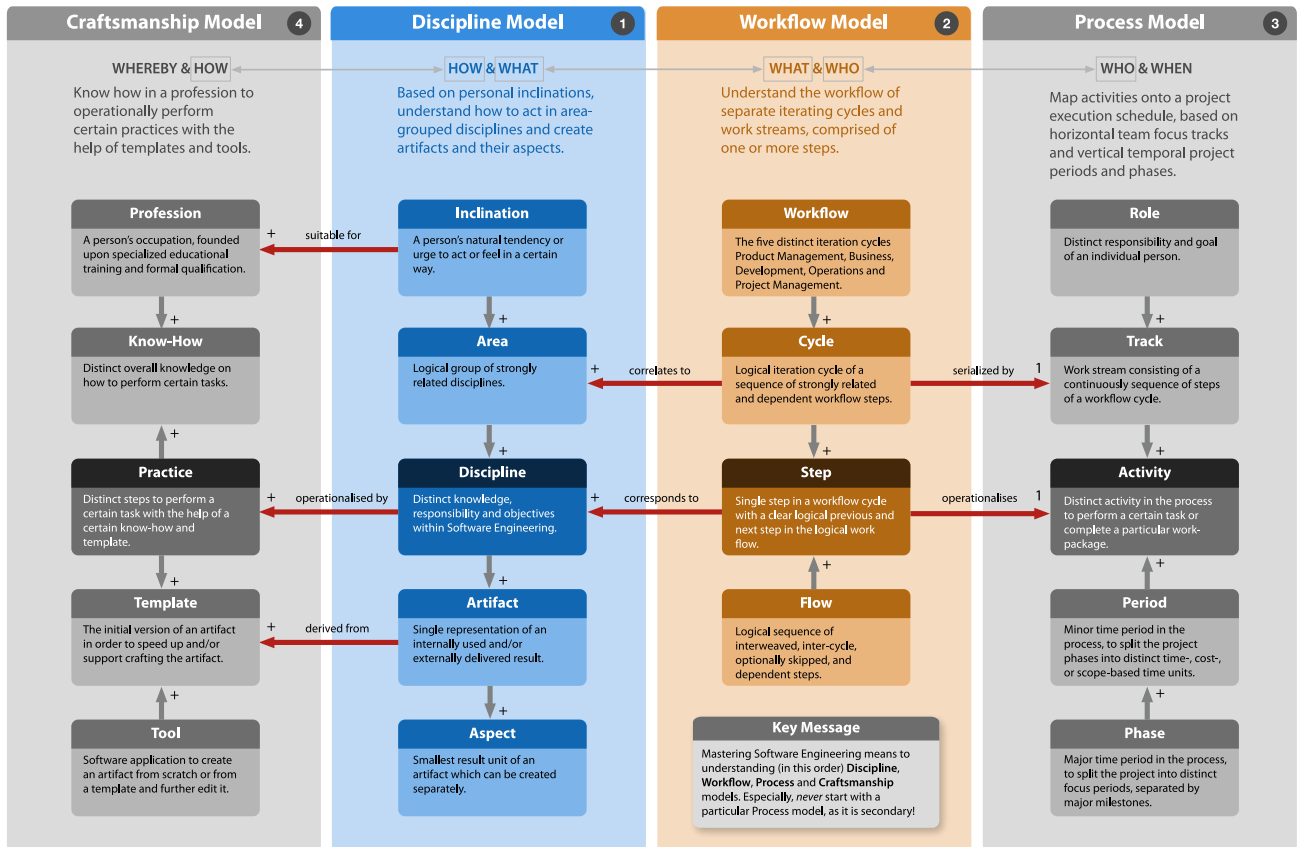 Craftsmanship Model 4
WHEREBY & HOW
Know how in a profession to
operationally perform
certain practices with the
help of templates and tools.
Profession
A person's occupation, founded
upon specialized educational
training and formal qualification.
+
Know-How
Distinct overall knowledge on
how to perform certain tasks.
+
Practice
Distinct steps to perform a
certain task with the help of a
certain know-how and
template.
+
Template
The initial version of an artifact
in order to speed up and/or
support crafting the artifact.
+
Tool
Software application to create
an artifact from scratch or from
a template and further edit it.
+ suitable for
+ operationalised by
+ derived from
Discipline Model 1
HOW & WHAT
Based on personal inclinations,
understand how to act in area-
grouped disciplines and create
artifacts and their aspects.
Inclination
A person's natural tendency or
urge to act or feel in a certain
way.
+
Area
Logical group of strongly
related disciplines.
+
Discipline
Distinct knowledge,
responsibility and objectives
within Software Engineering.
+
Artifact
Single representation of an
internally used and/or
externally delivered result.
+
Aspect
Smallest result unit of an
artifact which can be created
separately.
+ correlates to
+ corresponds to
Workflow Model 2
WHAT & WHO
Understand the workflow of
separate iterating cycles and
work streams, comprised of
one or more steps.
Workflow
The five distinct iteration cycles
Product Management, Business,
Development, Operations and
Project Management.
+
Cycle
Logical iteration cycle of a
sequence of strongly related
and dependent workflow steps.
+
Step
Single step in a workflow cycle
with a clear logical previous and
next step in the logical work
flow.
+
Flow
Logical sequence of
interweaved, inter-cycle,
optionally skipped, and
dependent steps.
Key Message
Mastering Software Engineering means to
understanding (in this order) Discipline,
Workflow, Process and Craftsmanship
models. Especially, never start with a
particular Process model, as it is secondary!
serialized by 1
operationalises 1
Process Model 3
WHO & WHEN
Map activities onto a project
execution schedule, based on
horizontal team focus tracks
and vertical temporal project
periods and phases.
Role
Distinct responsibility and goal
of an individual person.
+
Track
Work stream consisting of a
continuously sequence of steps
of a workflow cycle.
+
Activity
Distinct activity in the process
to perform a certain task or
complete a particular work-
package.
+
Period
Minor time period in the
process, to split the project
phases into distinct time-, cost-,
or scope-based time units.
+
Phase
Major time period in the process,
to split the project into distinct
focus periods, separated by
major milestones.